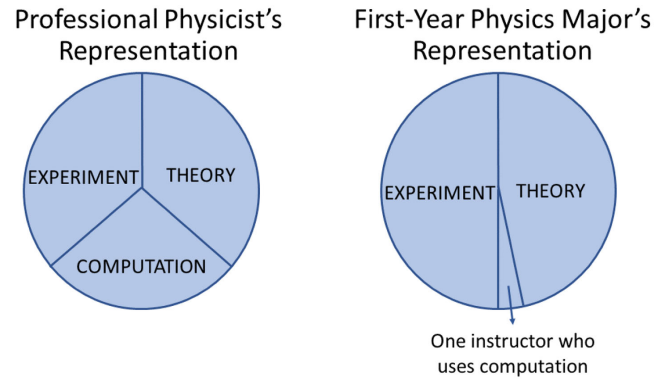 Professional Physicist's
Representation
EXPERIMENT
THEORY
COMPUTATION
First-Year Physics Major's
Representation
EXPERIMENT
THEORY
One instructor who
uses computation